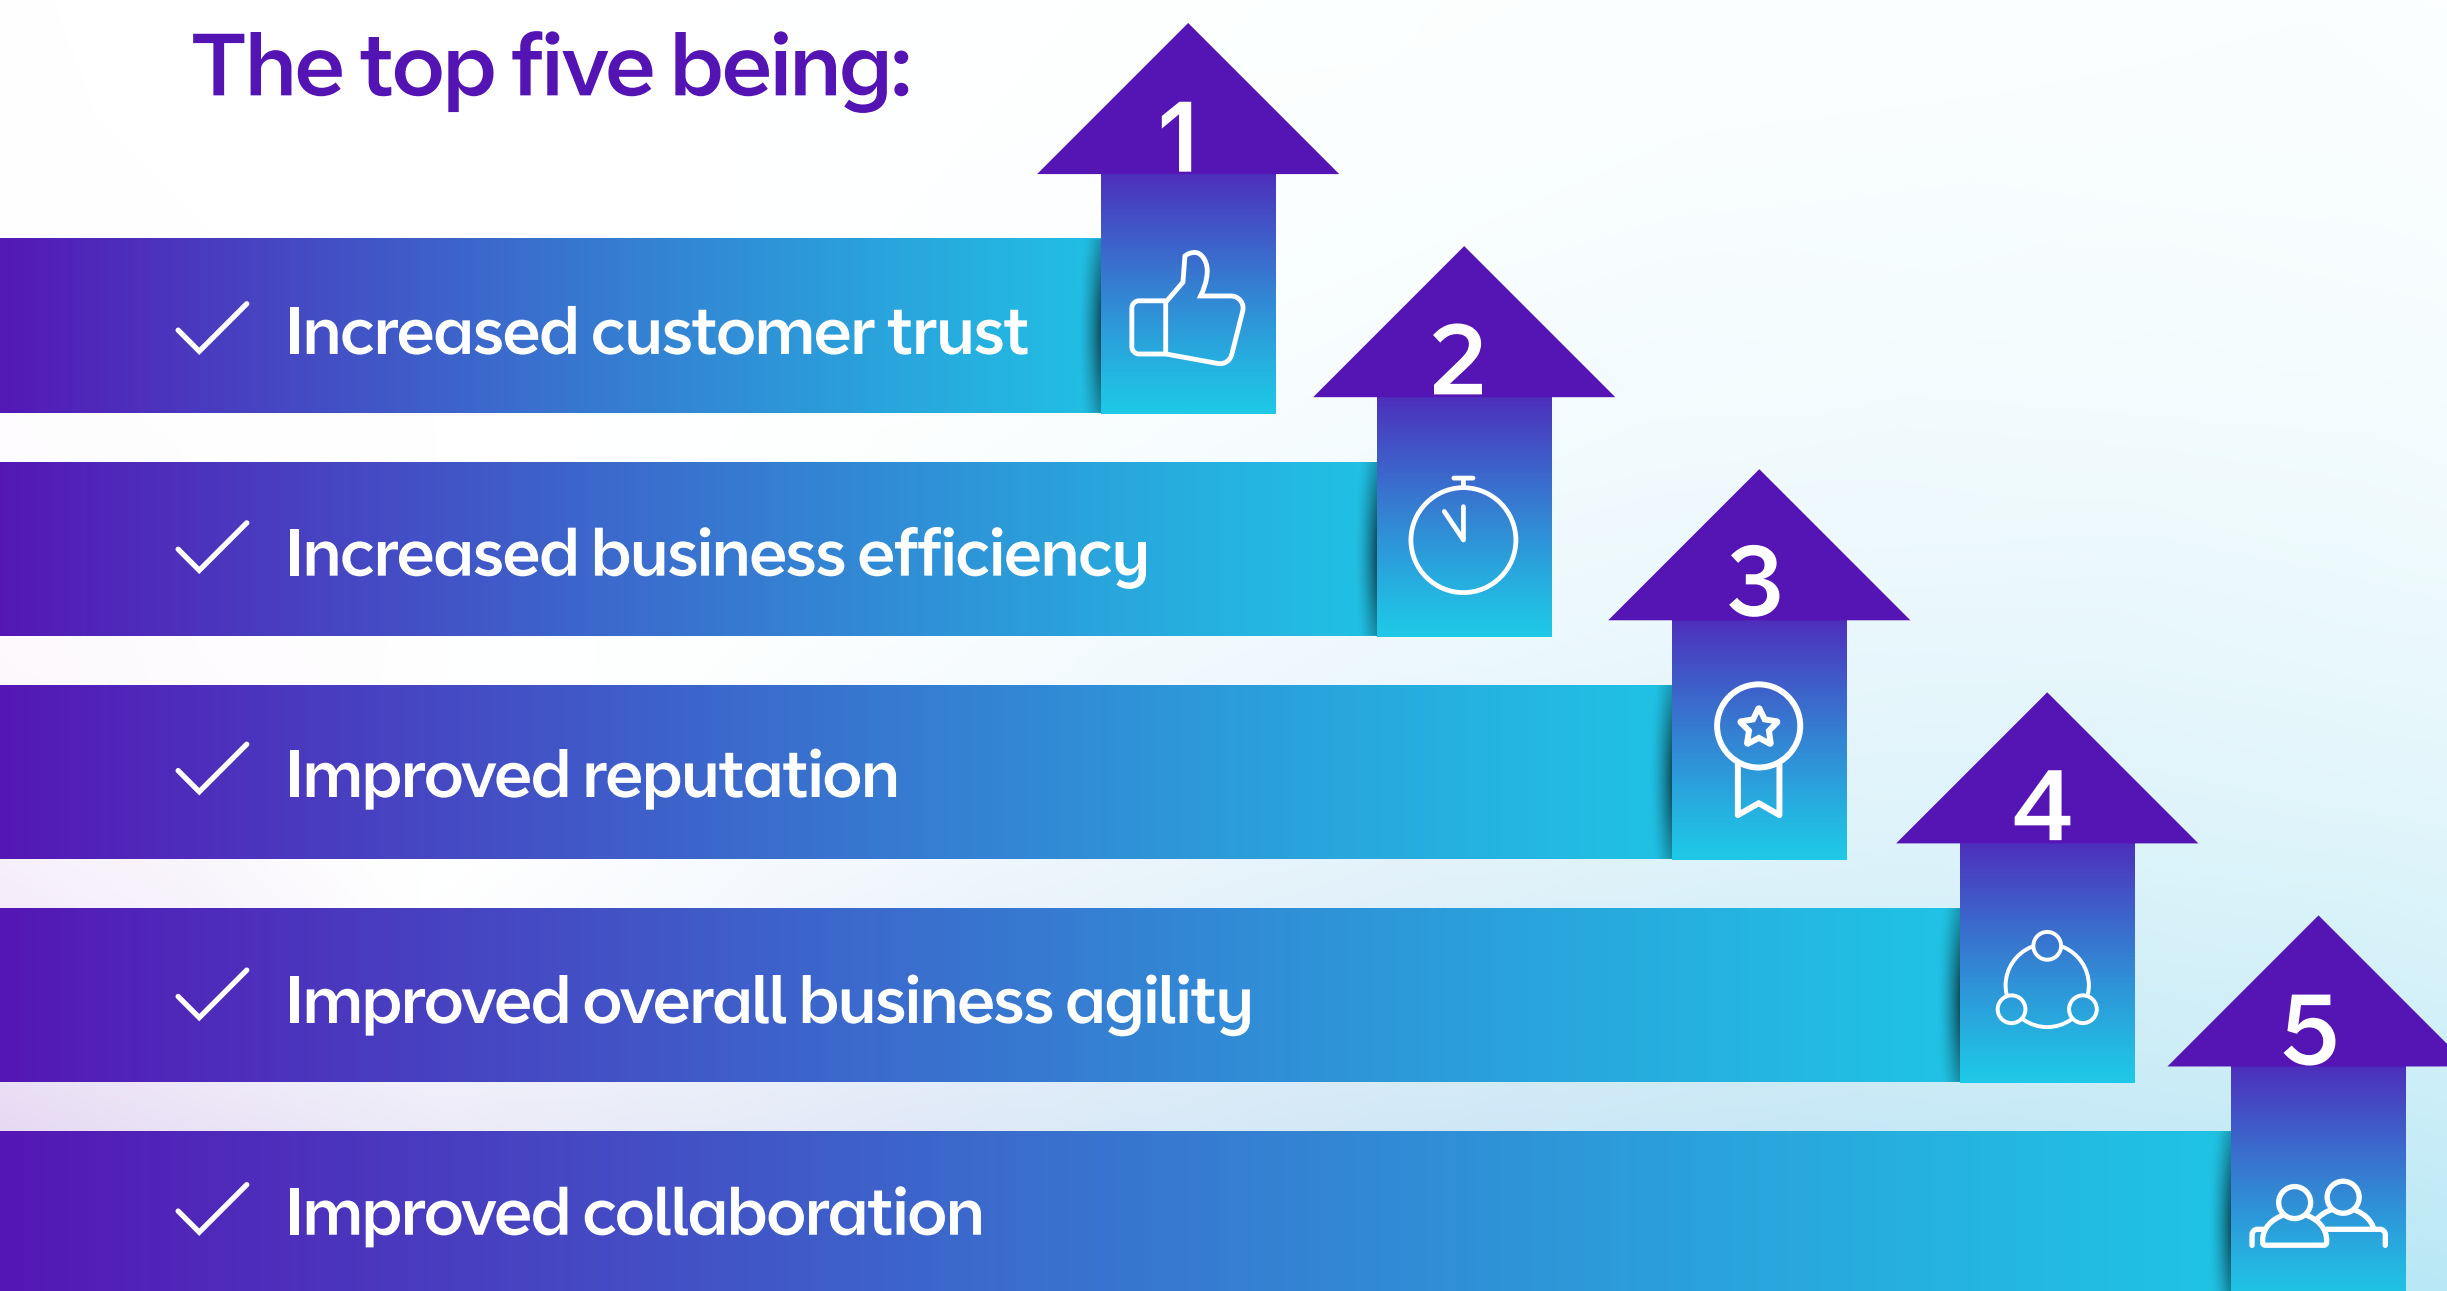 The top five being:
1
Increased customer trust
2
Increased business efficiency
3
Improved reputation
4
Improved overall business agility
5
Improved collaboration